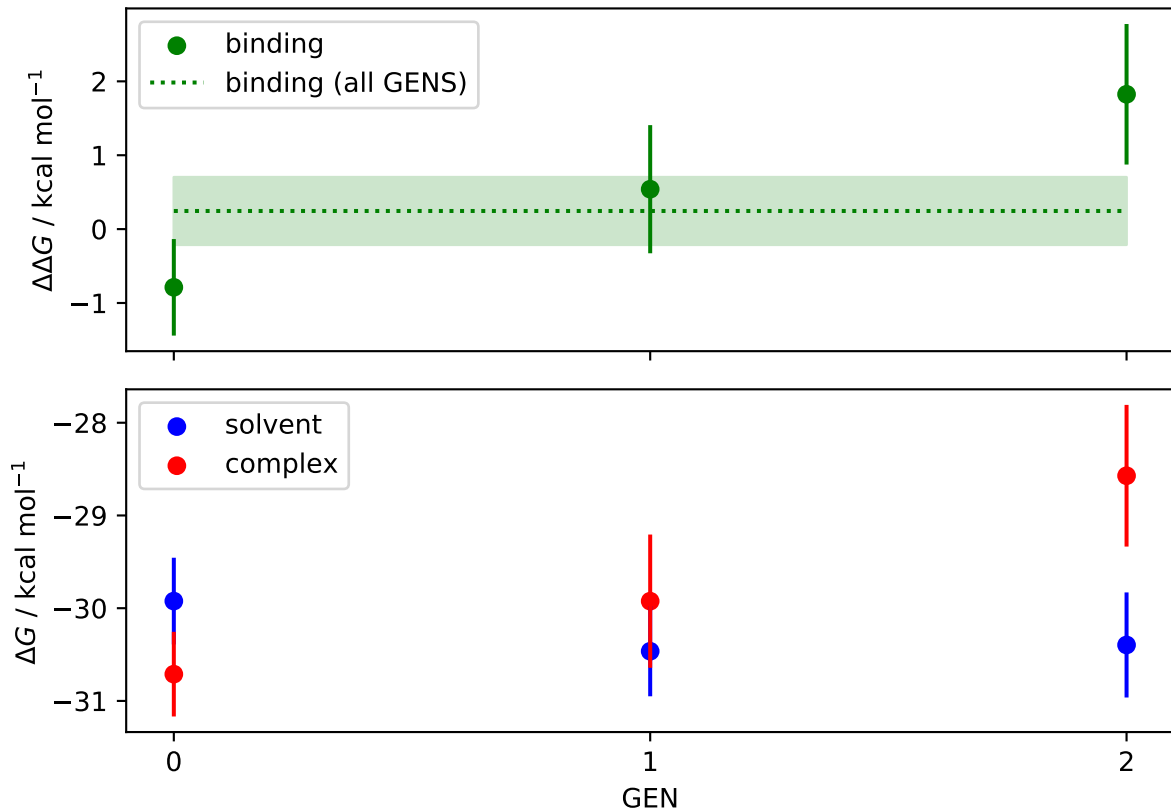 binding
binding (all GENS)
ΔΔG / kcal mol⁻¹
2
1
0
−1
solvent
complex
ΔG / kcal mol⁻¹
−28
−29
−30
−31
0 1 2
GEN